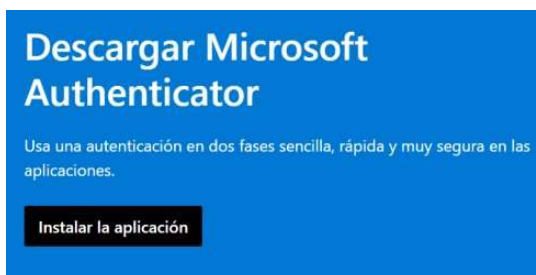 Descargar Microsoft
Authenticator
Usa una autenticación en dos fases sencilla, rápida y muy segura en las
aplicaciones.
Instalar la aplicación